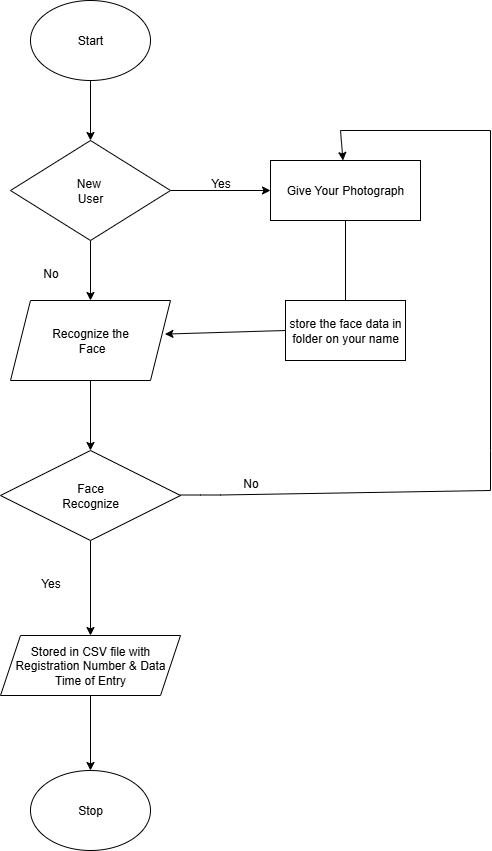 Start
New
User
Yes
Give Your Photograph
No
Recognize the
Face
store the face data in
folder on your name
Face
Recognize
No
Yes
Stored in CSV file with
Registration Number & Data
Time of Entry
Stop